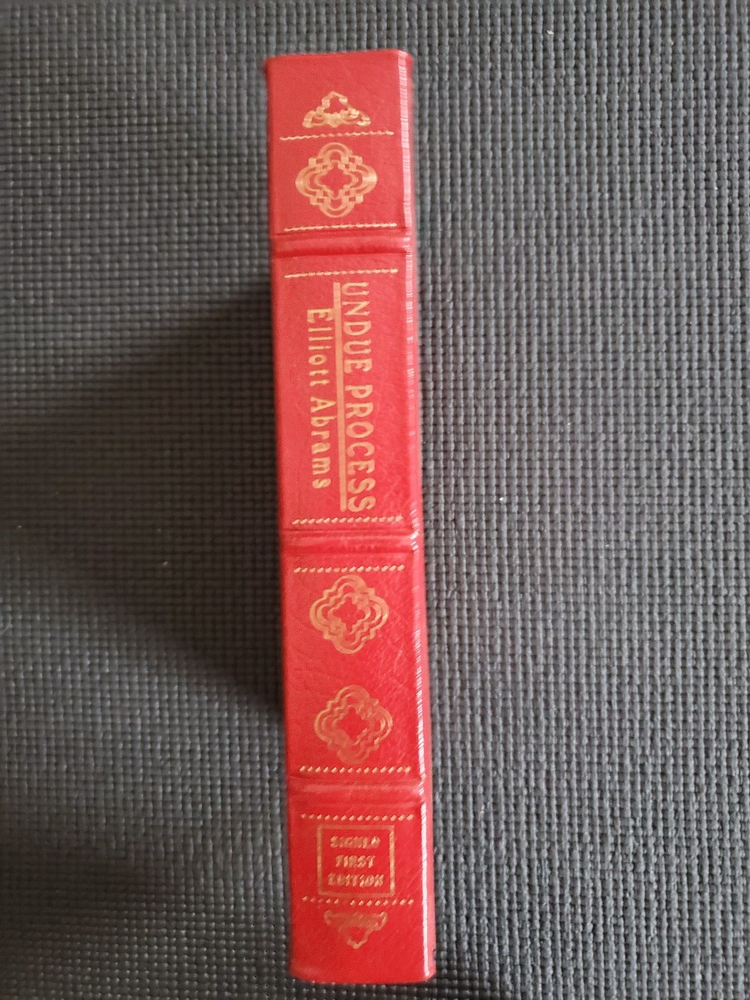 UNDUE PROCESS
Elliott Abrams
SIGNED
FIRST
EDITION